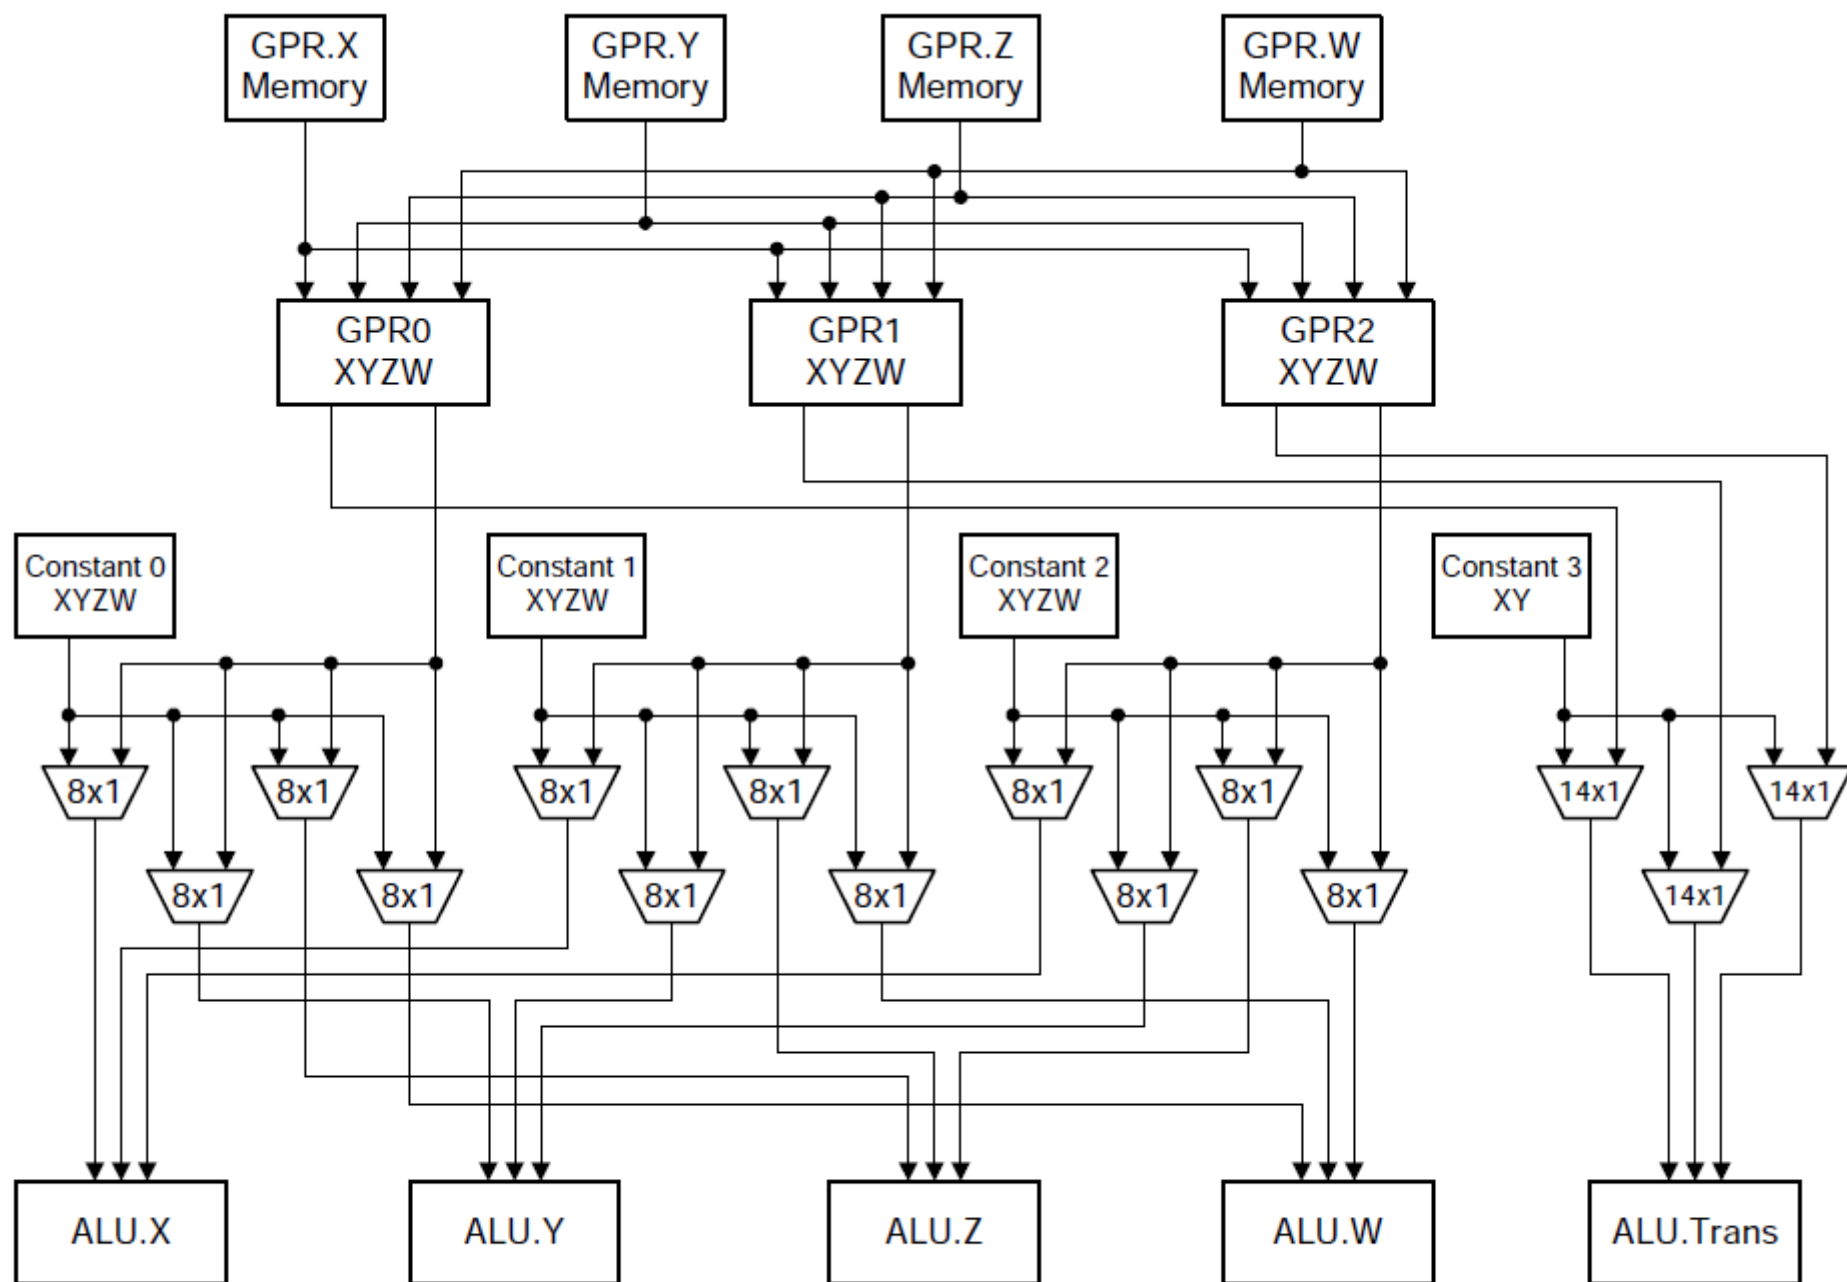 GPR.X
Memory
GPR.Y
Memory
GPR.Z
Memory
GPR.W
Memory
GPR0
XYZW
GPR1
XYZW
GPR2
XYZW
Constant 0
XYZW
Constant 1
XYZW
Constant 2
XYZW
Constant 3
XY
8x1
8x1
8x1
8x1
8x1
8x1
14x1
14x1
8x1
8x1
8x1
8x1
8x1
8x1
14x1
ALU.X
ALU.Y
ALU.Z
ALU.W
ALU.Trans